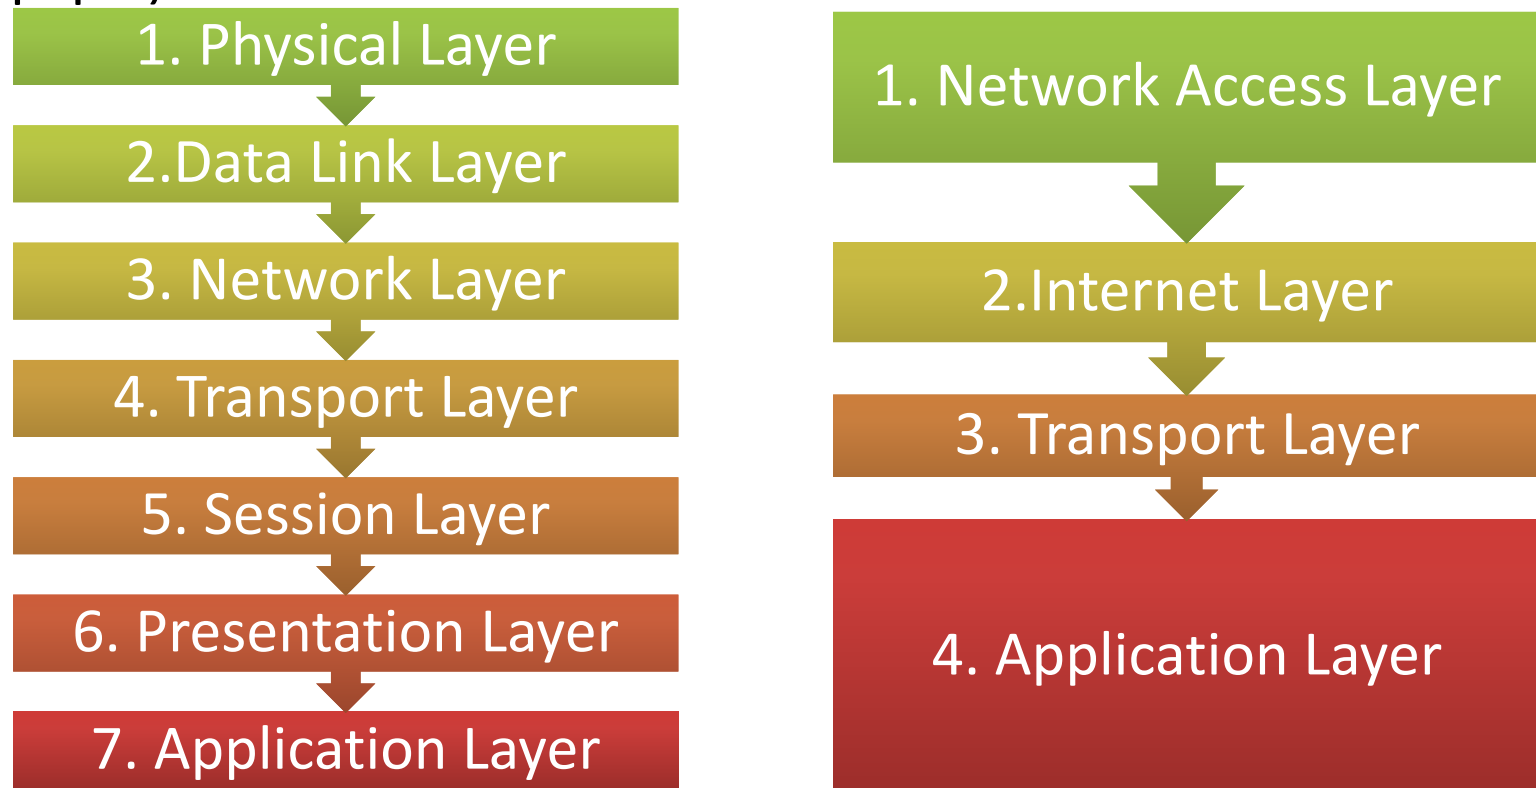 1. Physical Layer
2.Data Link Layer
3. Network Layer
4. Transport Layer
5. Session Layer
6. Presentation Layer
7. Application Layer
1. Network Access Layer
2.Internet Layer
3. Transport Layer
4. Application Layer